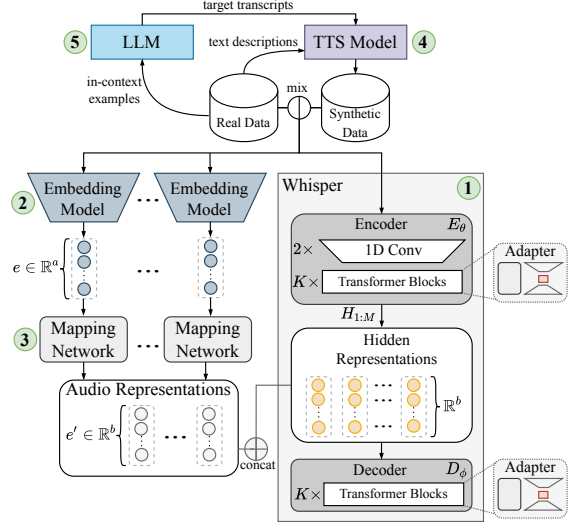 target transcripts
5
LLM
text descriptions
TTS Model
4
in-context
examples
mix
Real Data
Synthetic
Data
2
Embedding
Model
...
Embedding
Model
Whisper
1
Encoder
E_θ
2×
1D Conv
K×
Transformer Blocks
Adapter
e ∈ ℝ^a
...
H_{1:M}
3
Mapping
Network
...
Mapping
Network
Hidden
Representations
...
ℝ^b
Audio Representations
e′ ∈ ℝ^b
...
concat
Decoder
D_ϕ
K×
Transformer Blocks
Adapter